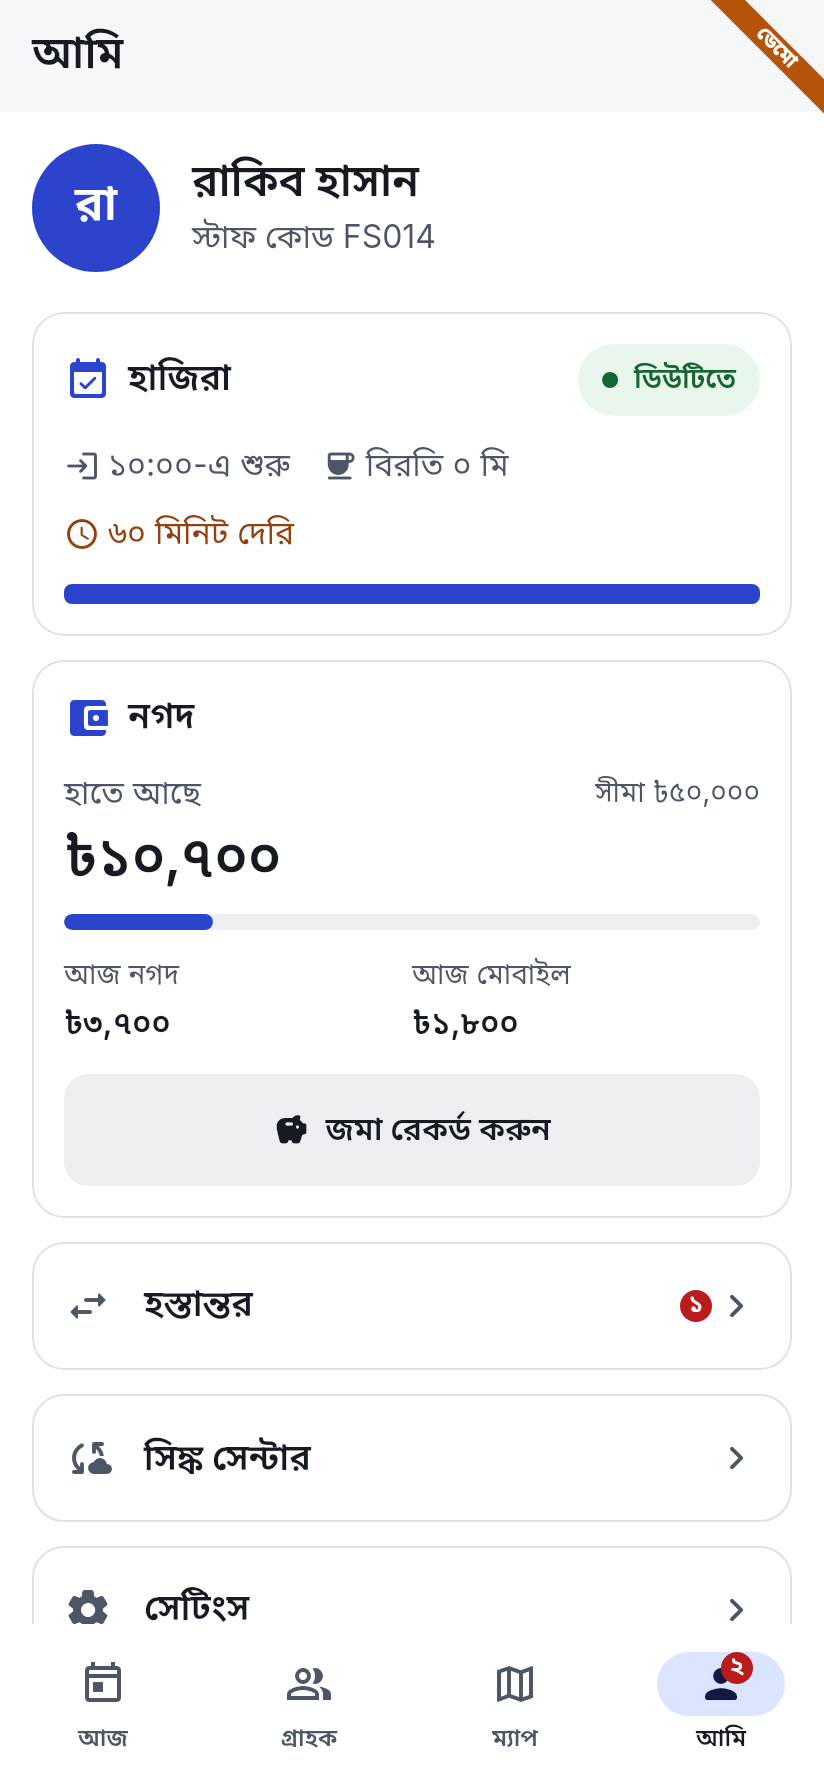 আমি
ডেমো
রা
রাকিব হাসান
স্টাফ কোড FS014
হাজিরা
ডিউটিতে
১০:০০-এ শুরু
বিরতি ০ মি
৬০ মিনিট দেরি
নগদ
হাতে আছে
সীমা ৳৫০,০০০
৳১০,৭০০
আজ নগদ
আজ মোবাইল
৳৩,৭০০
৳১,৮০০
জমা রেকর্ড করুন
হস্তান্তর
১
সিঙ্ক সেন্টার
সেটিংস
২
আজ
গ্রাহক
ম্যাপ
আমি